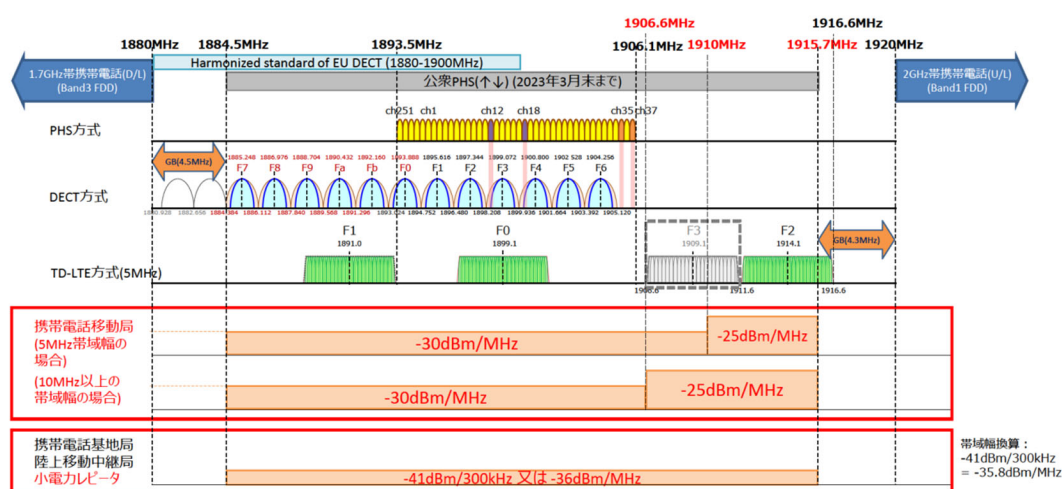 1906.6MHz
1916.6MHz
1880MHz
1884.5MHz
1893.5MHz
1906.1MHz
1910MHz
1915.7MHz
1920MHz
Harmonized standard of EU DECT (1880-1900MHz)
1.7GHz帯携帯電話(D/L)
(Band3 FDD)
公衆PHS(↑↓) (2023年3月末まで)
2GHz帯携帯電話(U/L)
(Band1 FDD)
ch251 ch1 ch12 ch18 ch35 ch37
PHS方式
GB(4.5MHz)
1885.248 1886.976 1888.704 1890.432 1892.160 1893.888 1895.616 1897.344 1899.072 1900.800 1902.528 1904.256
F7 F8 F9 Fa Fb F0 F1 F2 F3 F4 F5 F6
DECT方式
1880.928 1882.656 1884.384 1886.112 1887.840 1889.568 1891.296 1893.024 1894.752 1896.480 1898.208 1899.936 1901.664 1903.392 1905.120
F1 F0 F3 F2
1891.0 1899.1 1909.1 1914.1
GB(4.3MHz)
TD-LTE方式(5MHz)
1906.6 1911.6 1916.6
携帯電話移動局
(5MHz帯域幅の
場合)
-30dBm/MHz
-25dBm/MHz
(10MHz以上の
帯域幅の場合)
-30dBm/MHz
-25dBm/MHz
携帯電話基地局
陸上移動中継局
小電力レピータ
-41dBm/300kHz 又は -36dBm/MHz
帯域幅換算:
-41dBm/300kHz
= -35.8dBm/MHz